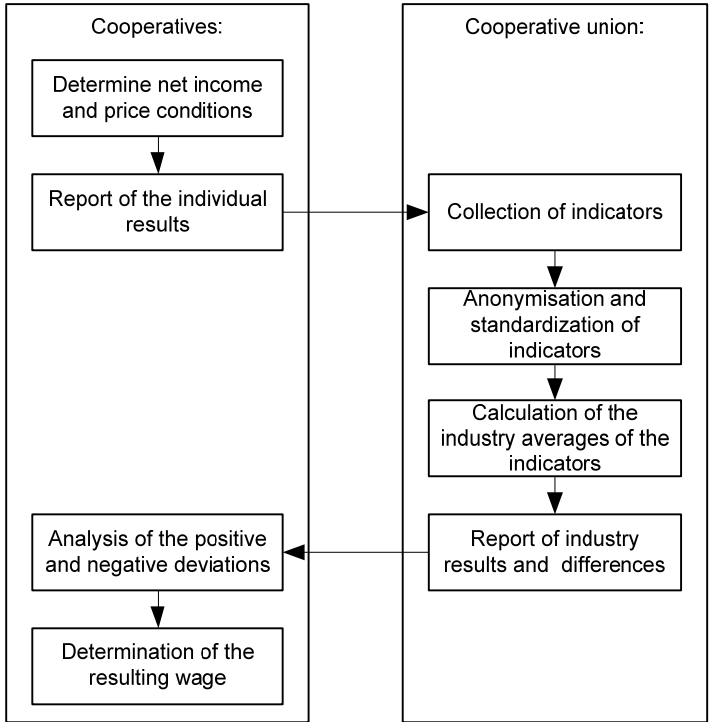 Cooperatives:
Determine net income
and price conditions
Report of the individual
results
Analysis of the positive
and negative deviations
Determination of the
resulting wage
Cooperative union:
Collection of indicators
Anonymisation and
standardization of
indicators
Calculation of the
industry averages of the
indicators
Report of industry
results and  differences